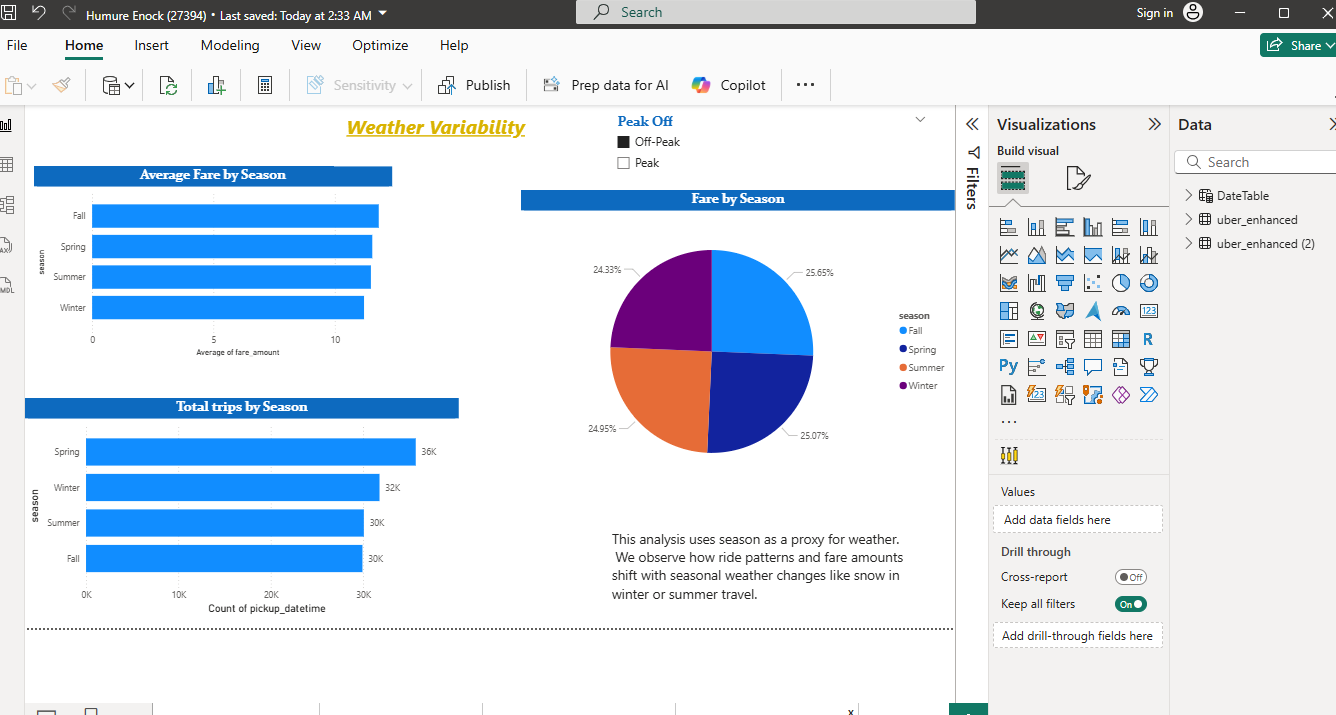 Humure Enock (27394) • Last saved: Today at 2:33 AM
Search
Sign in
File
Home
Insert
Modeling
View
Optimize
Help
Share
Sensitivity
Publish
Prep data for AI
Copilot
Weather Variability
Peak Off
Off-Peak
Peak
Average Fare by Season
season
Fall
Spring
Summer
Winter
0
5
10
Average of fare_amount
Total trips by Season
season
Spring
36K
Winter
32K
Summer
30K
Fall
30K
0K
10K
20K
30K
Count of pickup_datetime
Fare by Season
24.33%
25.65%
24.95%
25.07%
season
Fall
Spring
Summer
Winter
This analysis uses season as a proxy for weather.
We observe how ride patterns and fare amounts
shift with seasonal weather changes like snow in
winter or summer travel.
Filters
Visualizations
Build visual
123
R
Py
123
Values
Add data fields here
Drill through
Cross-report
Off
Keep all filters
On
Add drill-through fields here
Data
Search
DateTable
uber_enhanced
uber_enhanced (2)